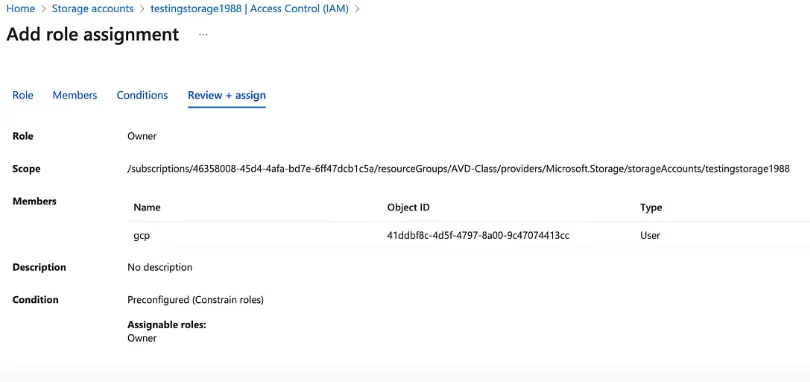 Home > Storage accounts > testingstorage1988 | Access Control (IAM) >
Add role assignment ...
Role Members Conditions Review + assign
Role Owner
Scope /subscriptions/46358008-45d4-4afa-bd7e-6ff47dcb1c5a/resourceGroups/AVD-Class/providers/Microsoft.Storage/storageAccounts/testingstorage1988
Members Name Object ID Type
gcp 41ddbf8c-4d5f-4797-8a00-9c47074413cc User
Description No description
Condition Preconfigured (Constrain roles)
Assignable roles:
Owner